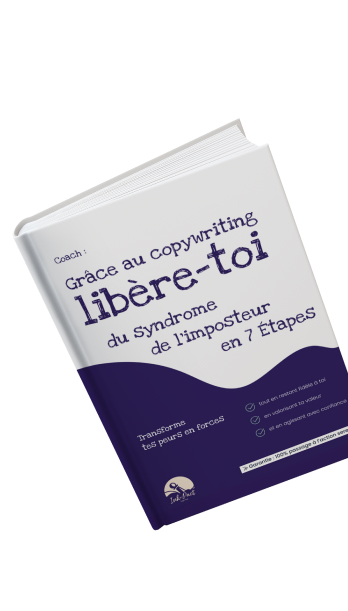 Coach :
Grâce au copywriting
libère-toi
du Syndrome
de l'imposteur
en 7 Étapes
Transforme
tes peurs en forces
tout en restant fidèle à toi
en valorisant ta valeur
et en agissant avec confiance
Garantie : 100% passage à l'action